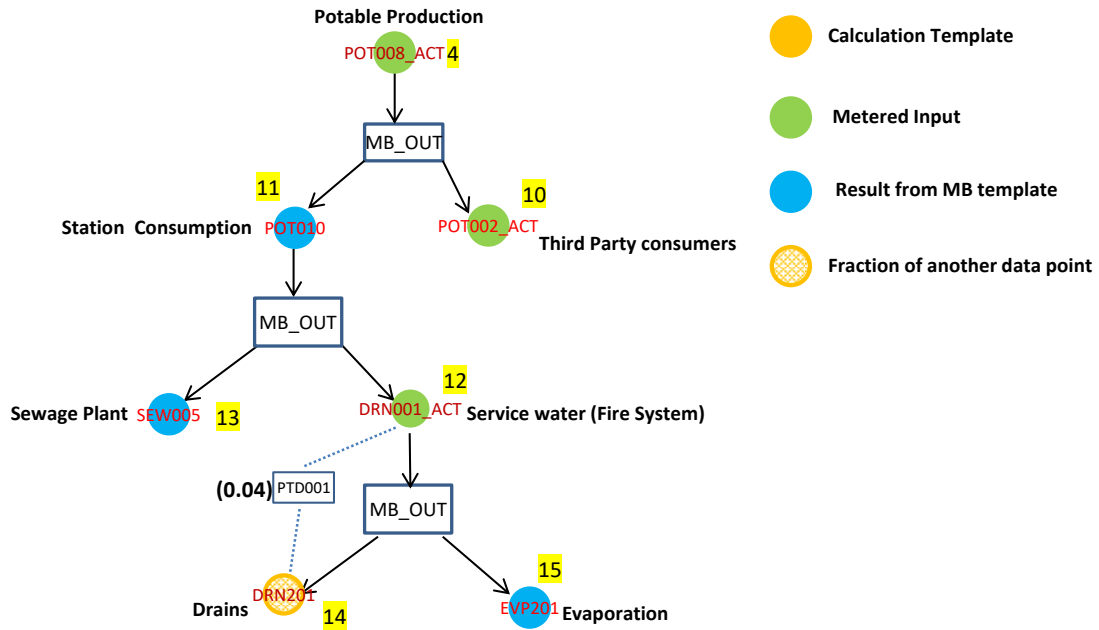 Potable Production
POT008_ACT 4
MB_OUT
11
10
Station Consumption POT010
POT002_ACT
Third Party consumers
MB_OUT
12
Sewage Plant SEW005 13
DRN001_ACT Service water (Fire System)
(0.04) PTD001
MB_OUT
15
DRN201
Drains 14
EVP201 Evaporation
Calculation Template
Metered Input
Result from MB template
Fraction of another data point